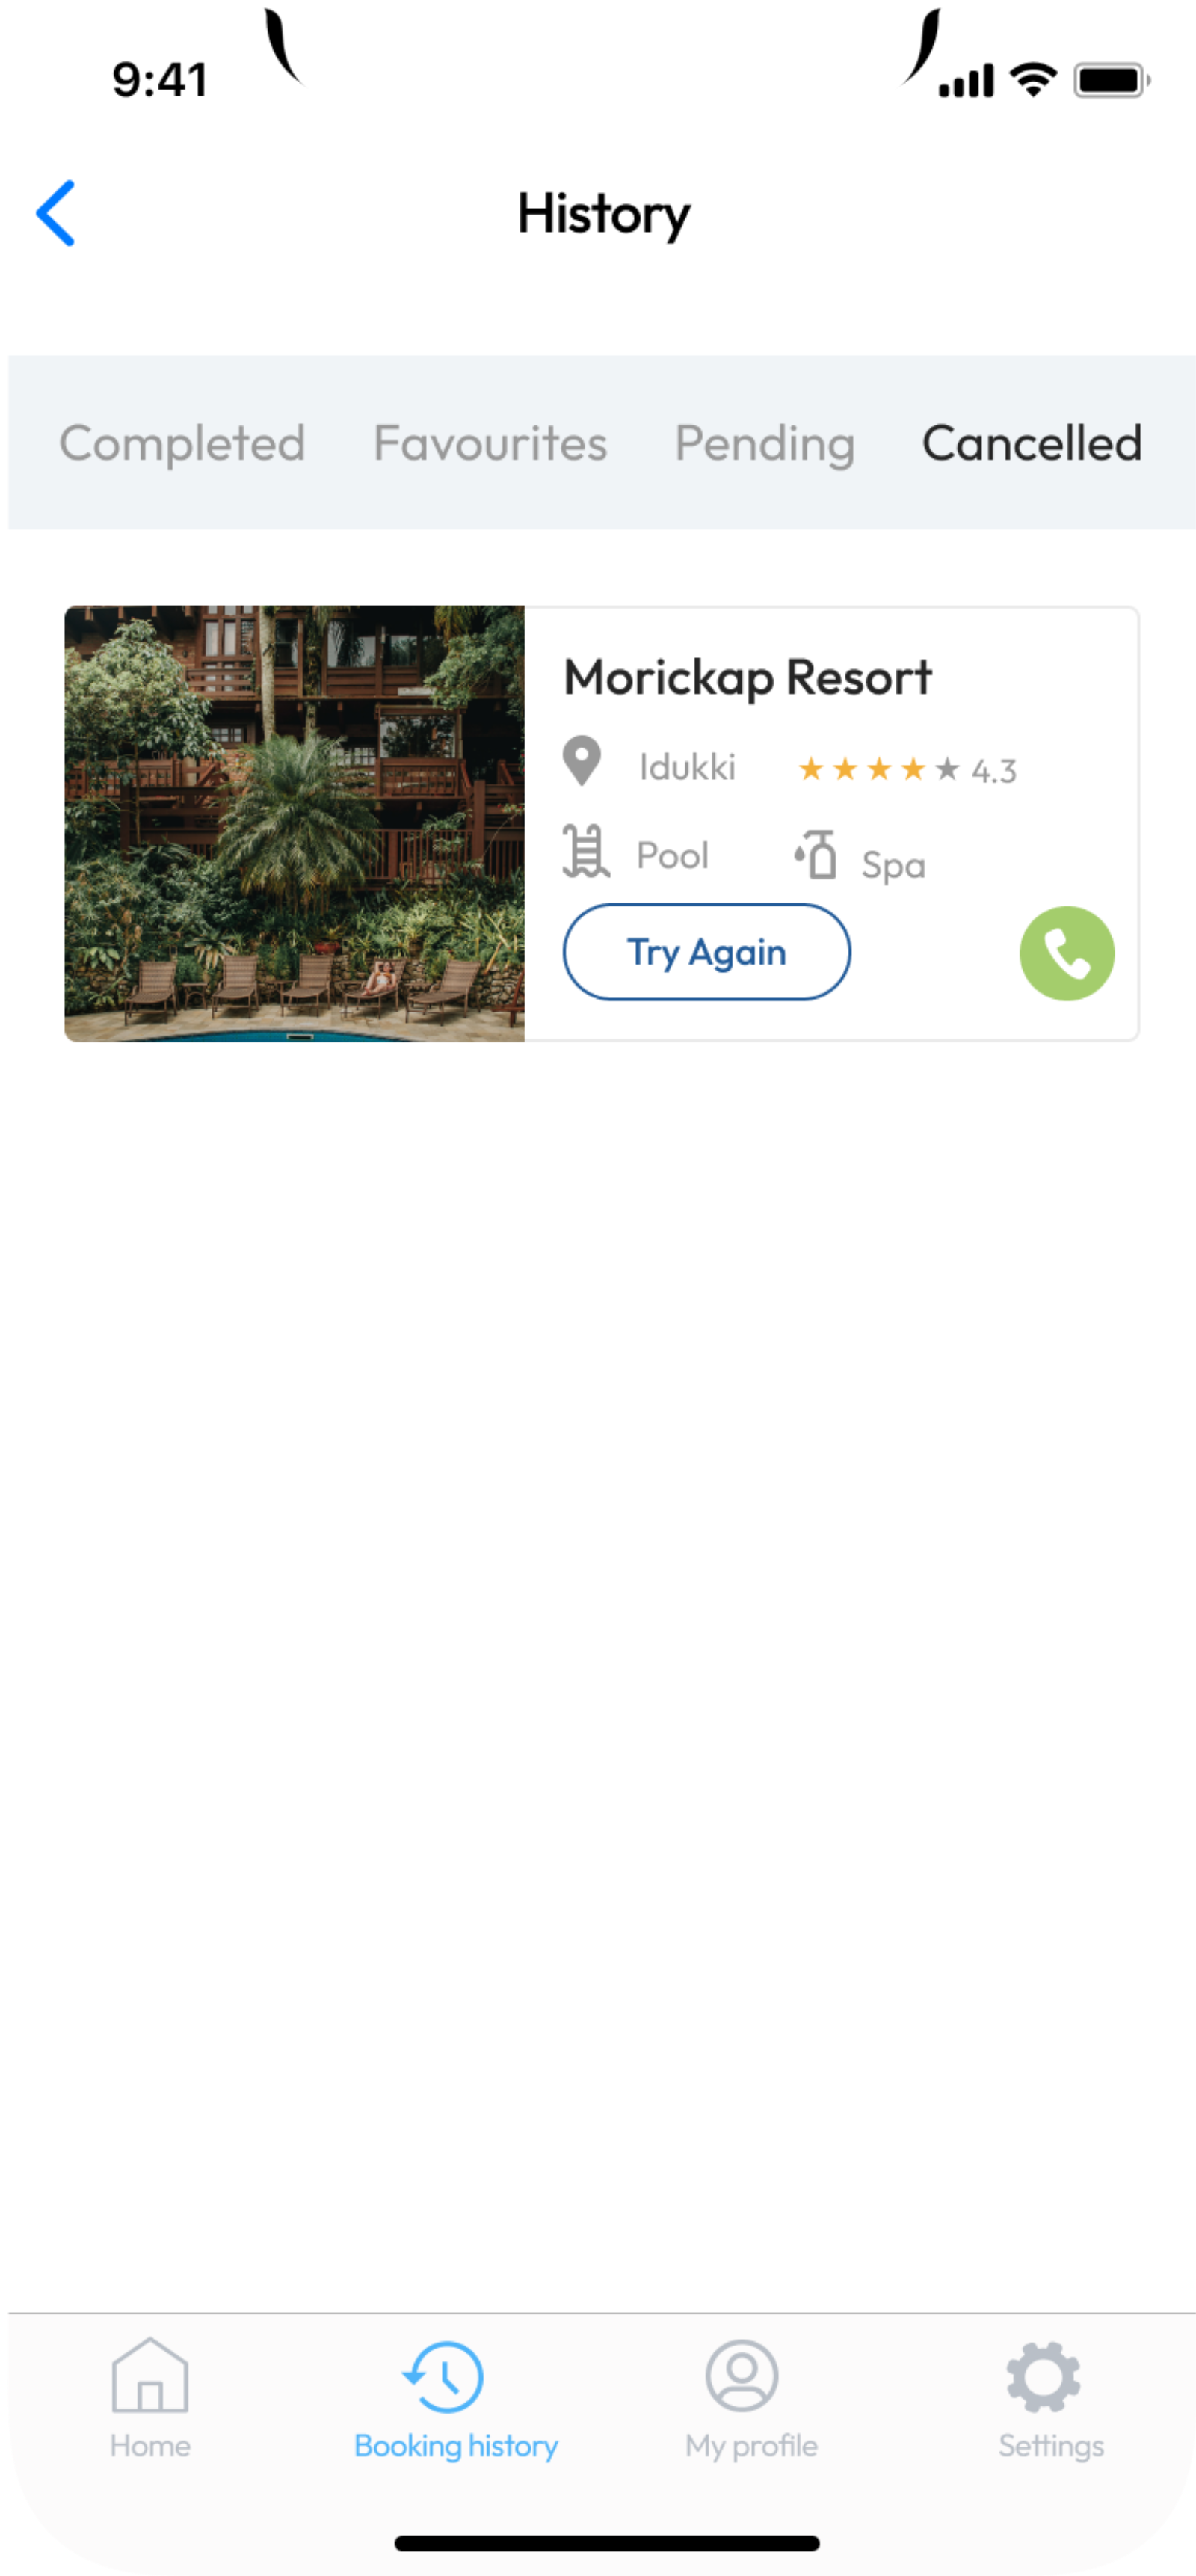 9:41
History
Completed Favourites Pending Cancelled
Morickap Resort
Idukki 4.3
Pool Spa
Try Again
Home Booking history My profile Settings